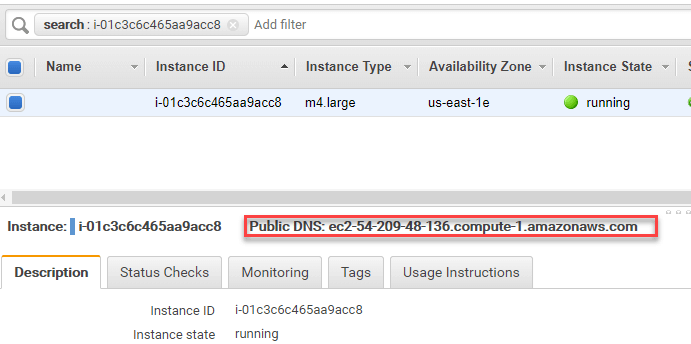 search : i-01c3c6c465aa9acc8 Add filter
Name Instance ID Instance Type Availability Zone Instance State
i-01c3c6c465aa9acc8 m4.large us-east-1e running
Instance: i-01c3c6c465aa9acc8 Public DNS: ec2-54-209-48-136.compute-1.amazonaws.com
Description Status Checks Monitoring Tags Usage Instructions
Instance ID i-01c3c6c465aa9acc8
Instance state running